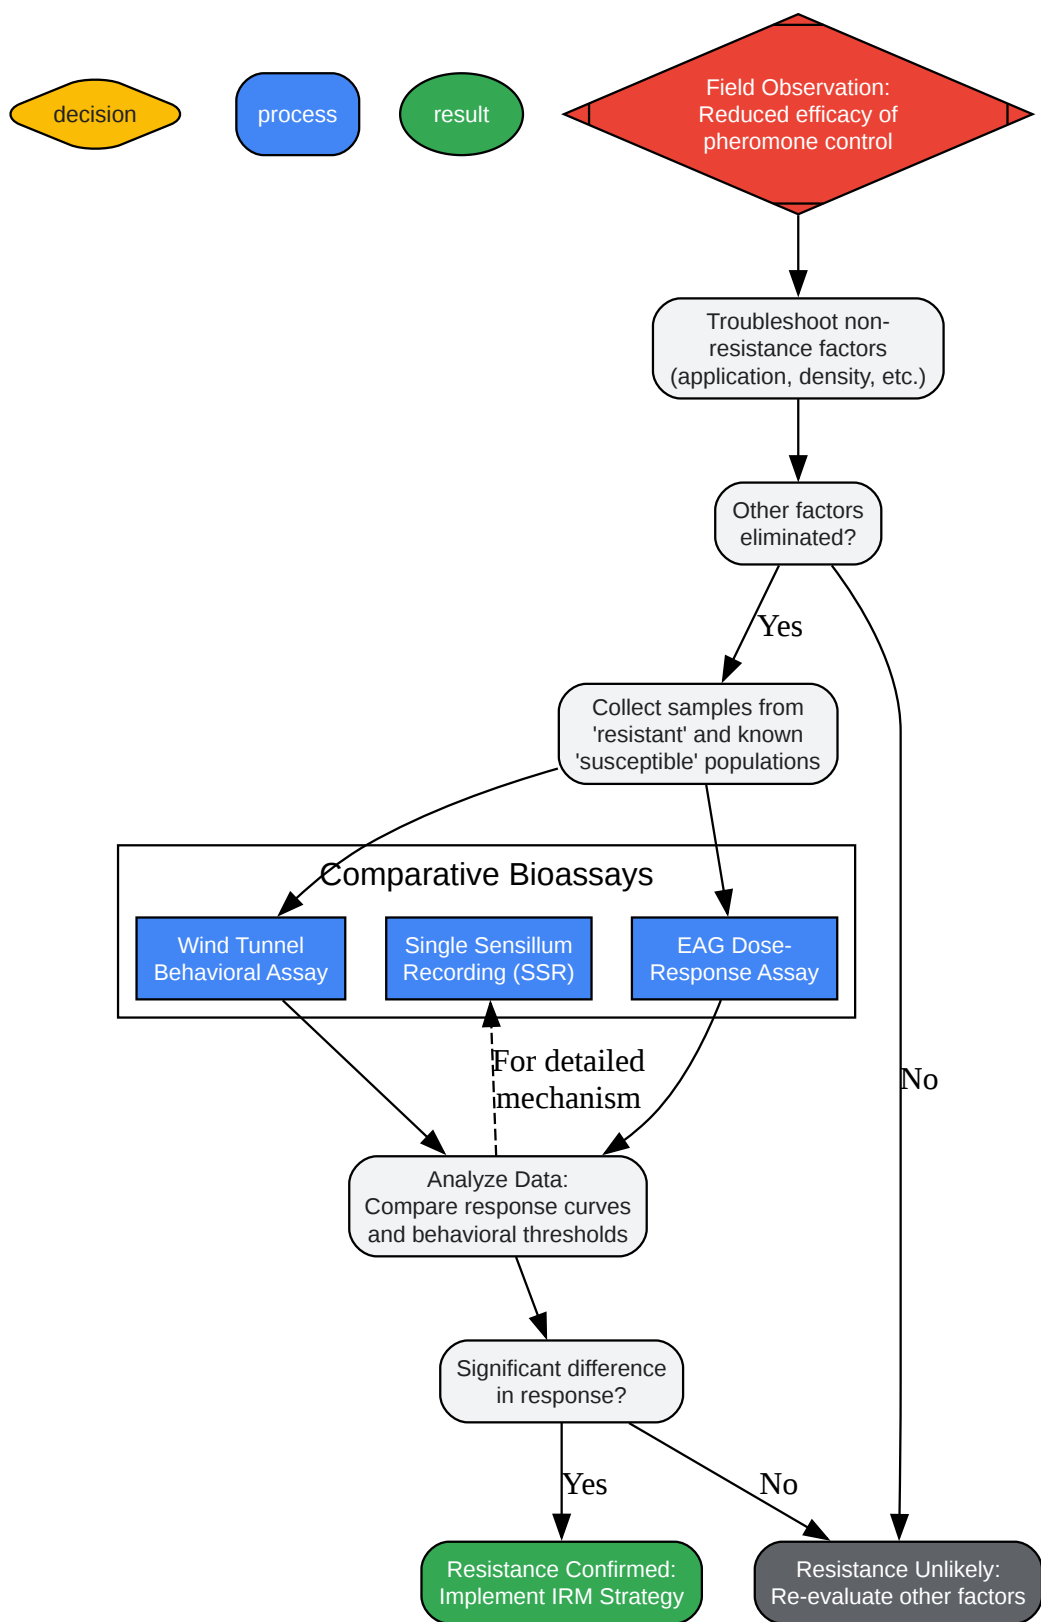 decision
process
result
Field Observation:
Reduced efficacy of
pheromone control
Troubleshoot non-
resistance factors
(application, density, etc.)
Other factors
eliminated?
Yes
Collect samples from
'resistant' and known
'susceptible' populations
Comparative Bioassays
Wind Tunnel
Behavioral Assay
Single Sensillum
Recording (SSR)
EAG Dose-
Response Assay
For detailed
mechanism
No
Analyze Data:
Compare response curves
and behavioral thresholds
Significant difference
in response?
Yes
No
Resistance Confirmed:
Implement IRM Strategy
Resistance Unlikely:
Re-evaluate other factors